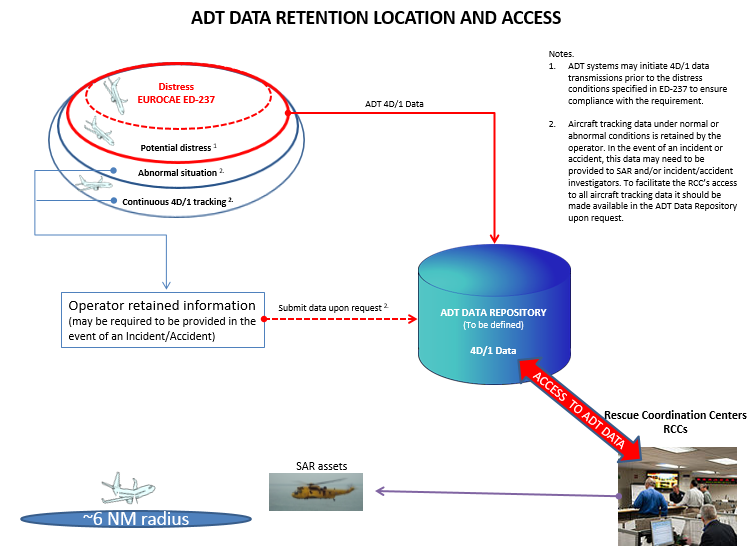 ADT DATA RETENTION LOCATION AND ACCESS
Distress
EUROCAE ED-237
Potential distress 1
Abnormal situation 2.
Continuous 4D/1 tracking 2.
ADT 4D/1 Data
Notes.
1. ADT systems may initiate 4D/1 data
transmissions prior to the distress
conditions specified in ED-237 to ensure
compliance with the requirement.
2. Aircraft tracking data under normal or
abnormal conditions is retained by the
operator. In the event of an incident or
accident, this data may need to be
provided to SAR and/or incident/accident
investigators. To facilitate the RCC's access
to all aircraft tracking data it should be
made available in the ADT Data Repository
upon request.
Operator retained information
(may be required to be provided in the
event of an Incident/Accident)
Submit data upon request 2.
ADT DATA REPOSITORY
(To be defined)
4D/1 Data
ACCESS TO ADT DATA
Rescue Coordination Centers
RCCs
SAR assets
~6 NM radius